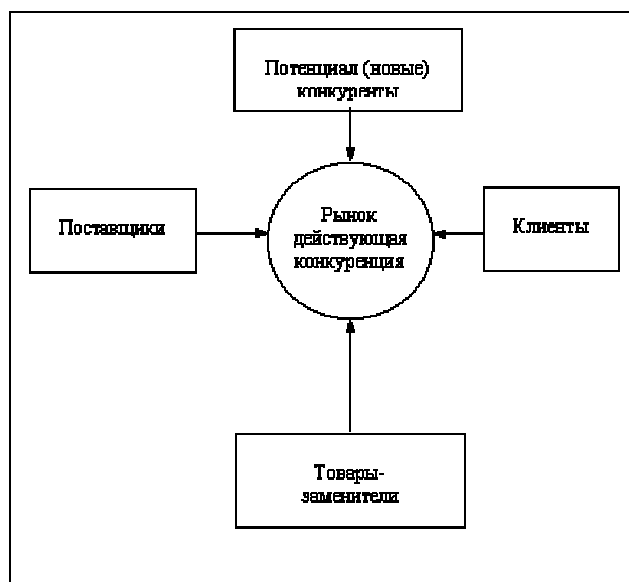 Потенциал (новые)
конкуренты
Поставщики
Рынок
действующая
конкуренция
Клиенты
Товары-
заменители